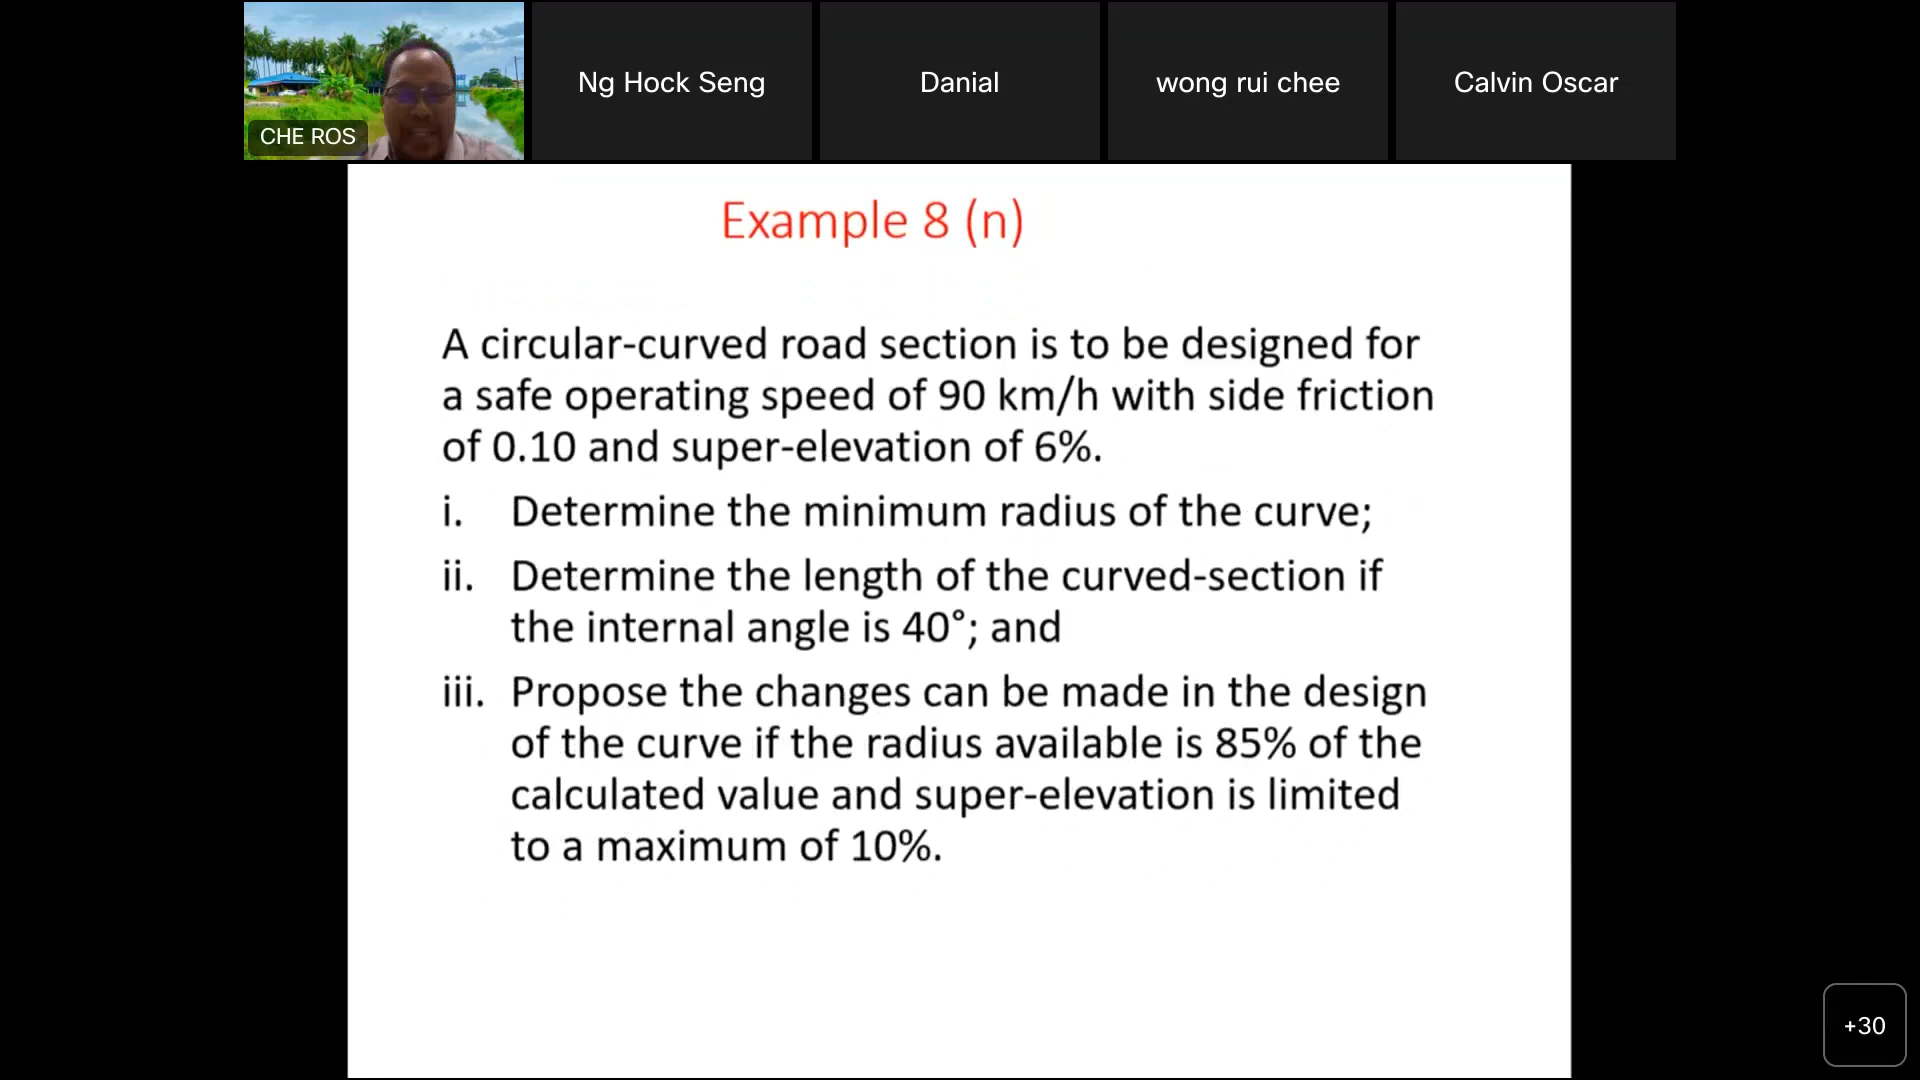 CHE ROS
Ng Hock Seng
Danial
wong rui chee
Calvin Oscar
Example 8 (n)
A circular-curved road section is to be designed for
a safe operating speed of 90 km/h with side friction
of 0.10 and super-elevation of 6%.
i. Determine the minimum radius of the curve;
ii. Determine the length of the curved-section if
the internal angle is 40°; and
iii. Propose the changes can be made in the design
of the curve if the radius available is 85% of the
calculated value and super-elevation is limited
to a maximum of 10%.
+30